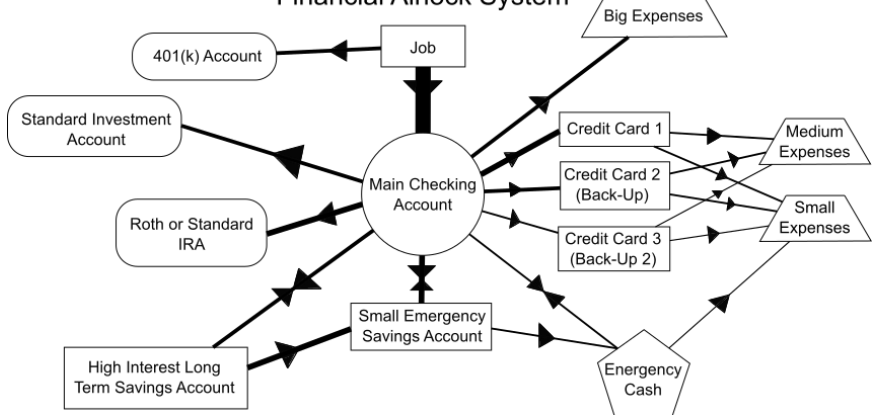 Financial Airlock System
Big Expenses
401(k) Account
Job
Standard Investment
Account
Credit Card 1
Medium
Expenses
Main Checking
Account
Credit Card 2
(Back-Up)
Roth or Standard
IRA
Small
Expenses
Credit Card 3
(Back-Up 2)
Small Emergency
Savings Account
High Interest Long
Term Savings Account
Energency
Cash